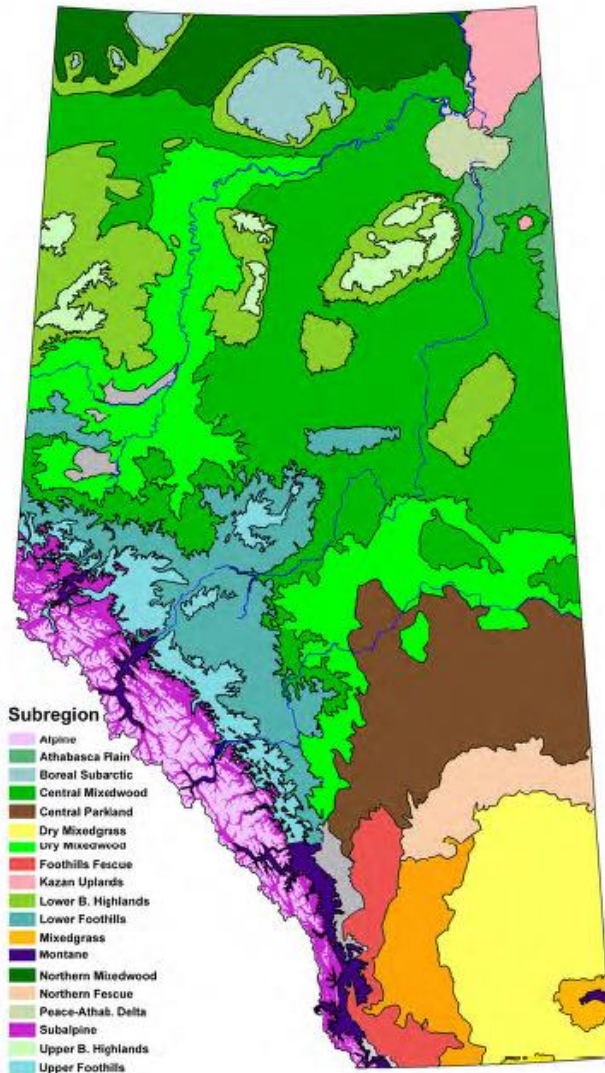 Subregion
Alpine
Athabasca Plain
Boreal Subarctic
Central Mixedwood
Central Parkland
Dry Mixedgrass
Dry Mixedwood
Foothills Fescue
Kazan Uplands
Lower B. Highlands
Lower Foothills
Mixedgrass
Montane
Northern Mixedwood
Northern Fescue
Peace-Athab. Delta
Subalpine
Upper B. Highlands
Upper Foothills